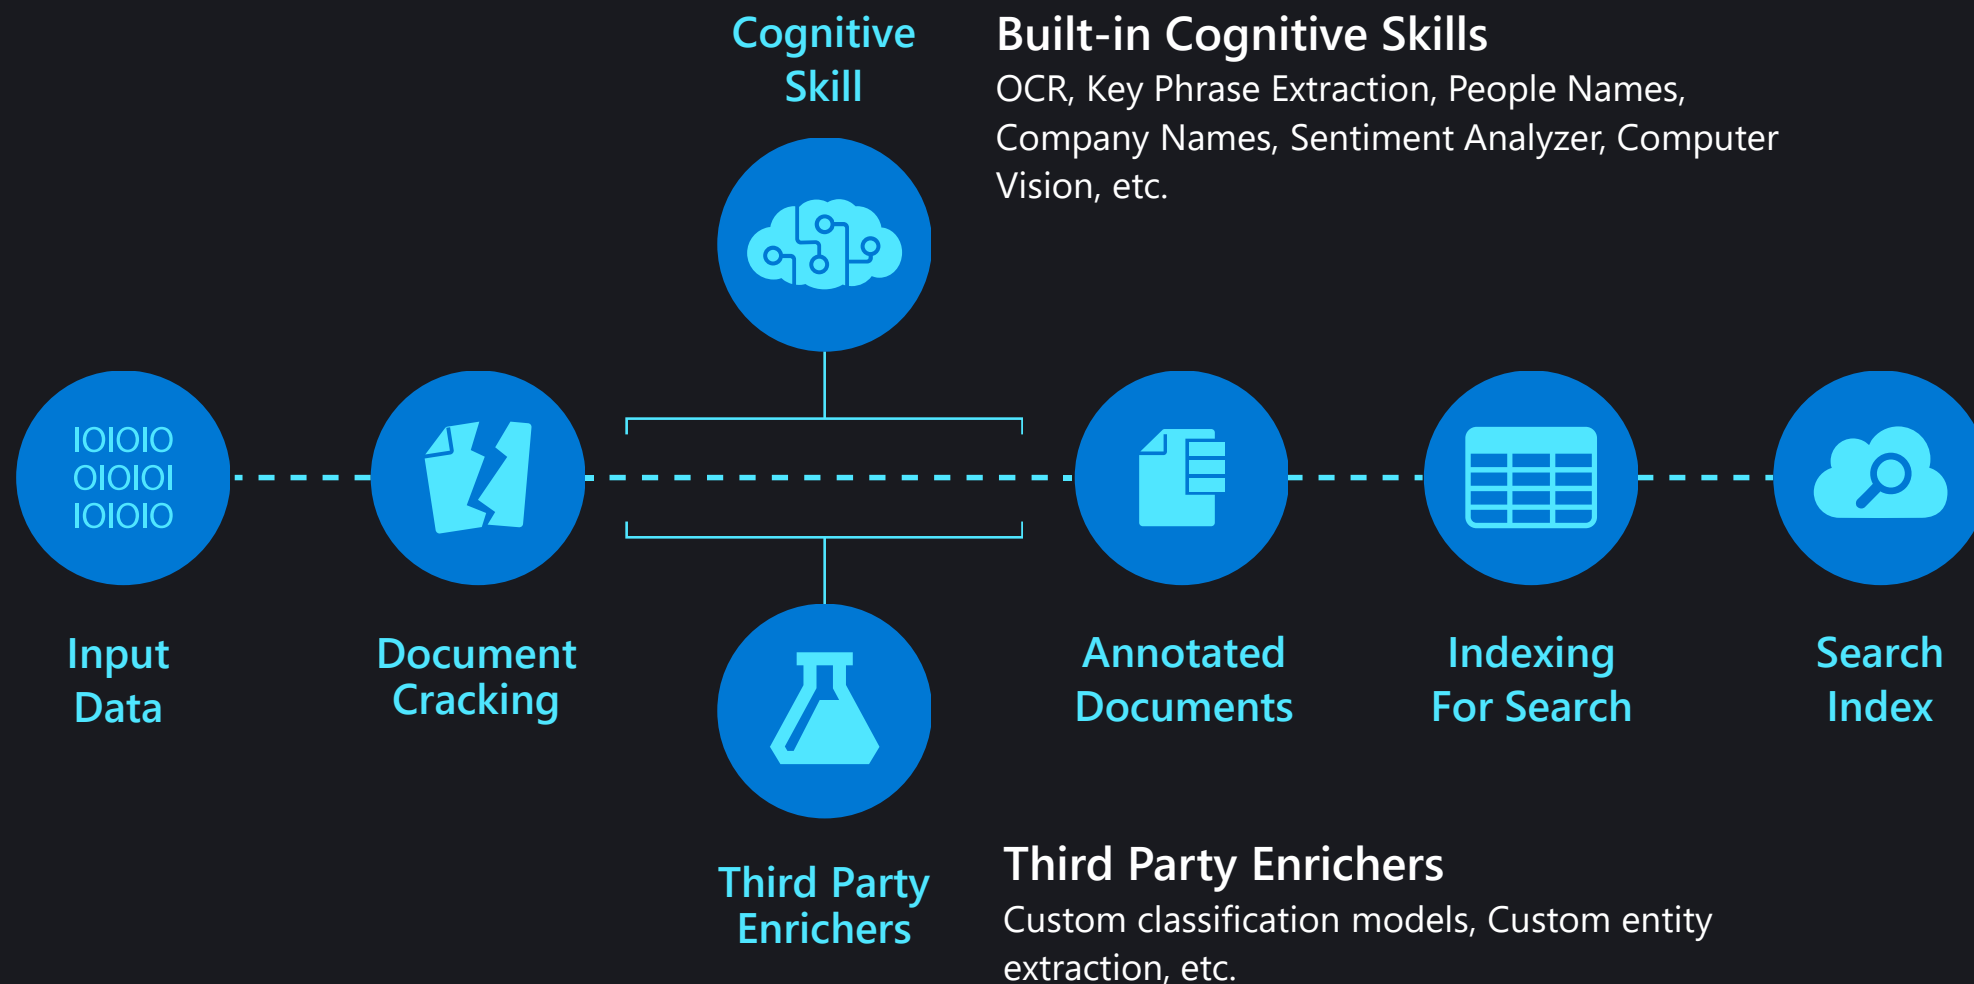 Cognitive
Skill
Built-in Cognitive Skills
OCR, Key Phrase Extraction, People Names,
Company Names, Sentiment Analyzer, Computer
Vision, etc.
IOIOIO
OIOIOI
IOIOIO
Input
Data
Document
Cracking
Annotated
Documents
Indexing
For Search
Search
Index
Third Party
Enrichers
Third Party Enrichers
Custom classification models, Custom entity
extraction, etc.